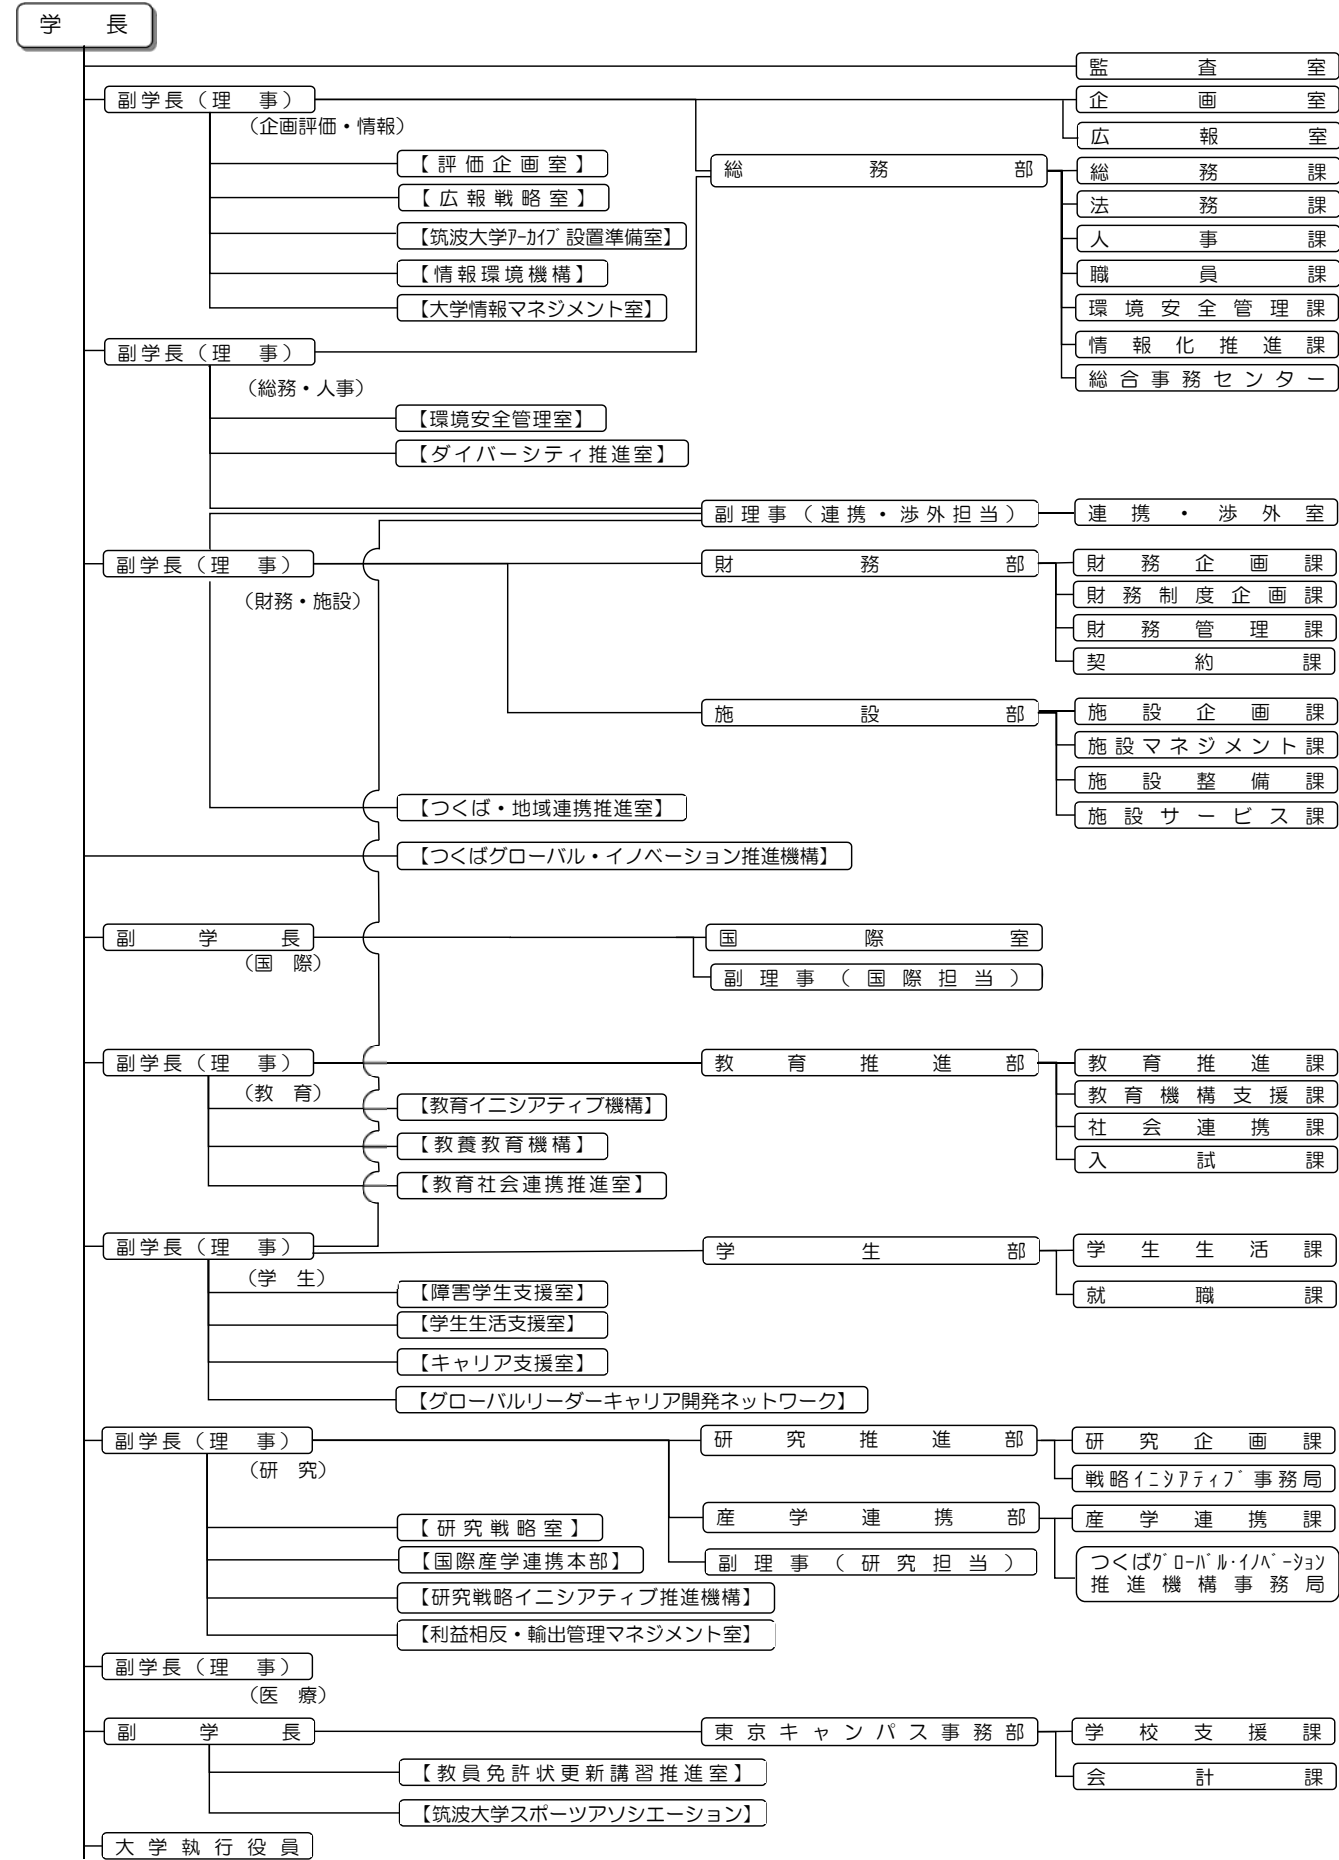 学　長
監査室
副学長（理　事）
企画室
（企画評価・情報）
広報室
【評価企画室】
総務部
総務課
【広報戦略室】
法務課
【筑波大学ｱｰｶｲﾌﾞ設置準備室】
人事課
【情報環境機構】
職員課
【大学情報マネジメント室】
環境安全管理課
副学長（理　事）
情報化推進課
（総務・人事）
総合事務センター
【環境安全管理室】
【ダイバーシティ推進室】
副理事（連携・渉外担当）
連携・渉外室
副学長（理　事）
財務部
財務企画課
（財務・施設）
財務制度企画課
財務管理課
契約課
施設部
施設企画課
施設マネジメント課
施設整備課
【つくば・地域連携推進室】
施設サービス課
【つくばグローバル・イノベーション推進機構】
副学長
国際室
（国　際）
副理事（国際担当）
副学長（理　事）
教育推進部
教育推進課
（教　育）
教育機構支援課
【教育イニシアティブ機構】
社会連携課
【教養教育機構】
入試課
【教育社会連携推進室】
副学長（理　事）
学生部
学生生活課
（学　生）
【障害学生支援室】
就職課
【学生生活支援室】
【キャリア支援室】
【グローバルリーダーキャリア開発ネットワーク】
副学長（理　事）
研究推進部
研究企画課
（研　究）
戦略ｲﾆｼｱﾃｨﾌﾞ事務局
【研究戦略室】
産学連携部
産学連携課
【国際産学連携本部】
副理事（研究担当）
つくばｸﾞﾛｰﾊﾞﾙ・ｲﾉﾍﾞｰｼｮﾝ
推進機構事務局
【研究戦略イニシアティブ推進機構】
【利益相反・輸出管理マネジメント室】
副学長（理　事）
（医　療）
副学長
東京キャンパス事務部
学校支援課
【教員免許状更新講習推進室】
会計課
【筑波大学スポーツアソシエーション】
大学執行役員